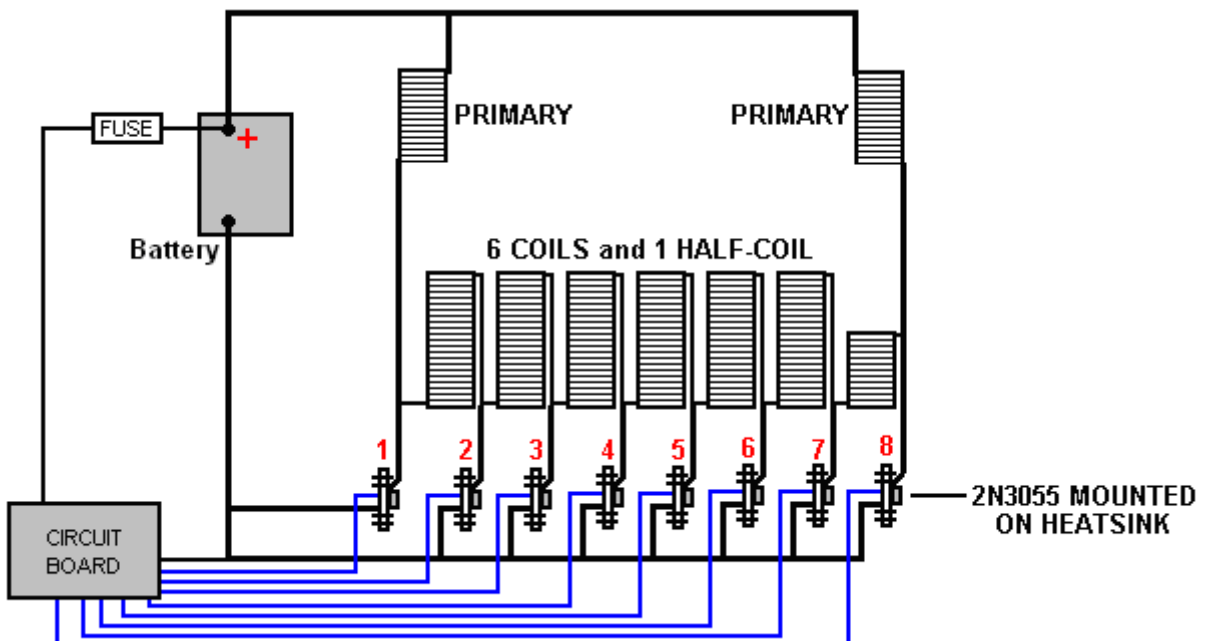 FUSE
+
PRIMARY
PRIMARY
Battery
6 COILS and 1 HALF-COIL
1
2
3
4
5
6
7
8
2N3055 MOUNTED
ON HEATSINK
CIRCUIT
BOARD